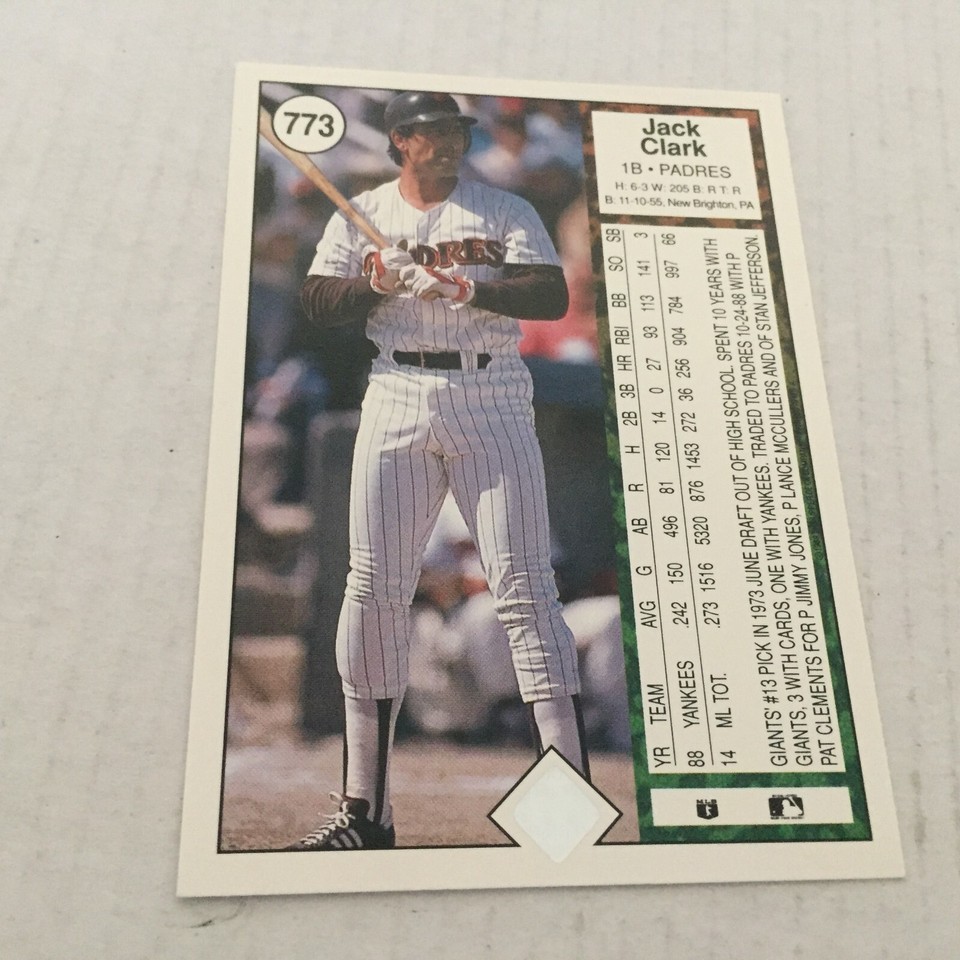 773
Jack
Clark
1B • PADRES
H: 6-3 W: 205 B: R T: R
B: 11-10-55, New Brighton, PA
PADRES
YR TEAM AVG G AB R H 2B 3B HR RBI BB SO SB
88 YANKEES .242 150 496 81 120 14 0 27 93 113 141 3
14 ML TOT. .273 1516 5320 876 1453 272 36 256 904 784 997 66
GIANTS' #13 PICK IN 1973 JUNE DRAFT OUT OF HIGH SCHOOL. SPENT 10 YEARS WITH
GIANTS, 3 WITH CARDS, ONE WITH YANKEES. TRADED TO PADRES 10-24-88 WITH P
PAT CLEMENTS FOR P JIMMY JONES, P LANCE MCCULLERS AND OF STAN JEFFERSON.